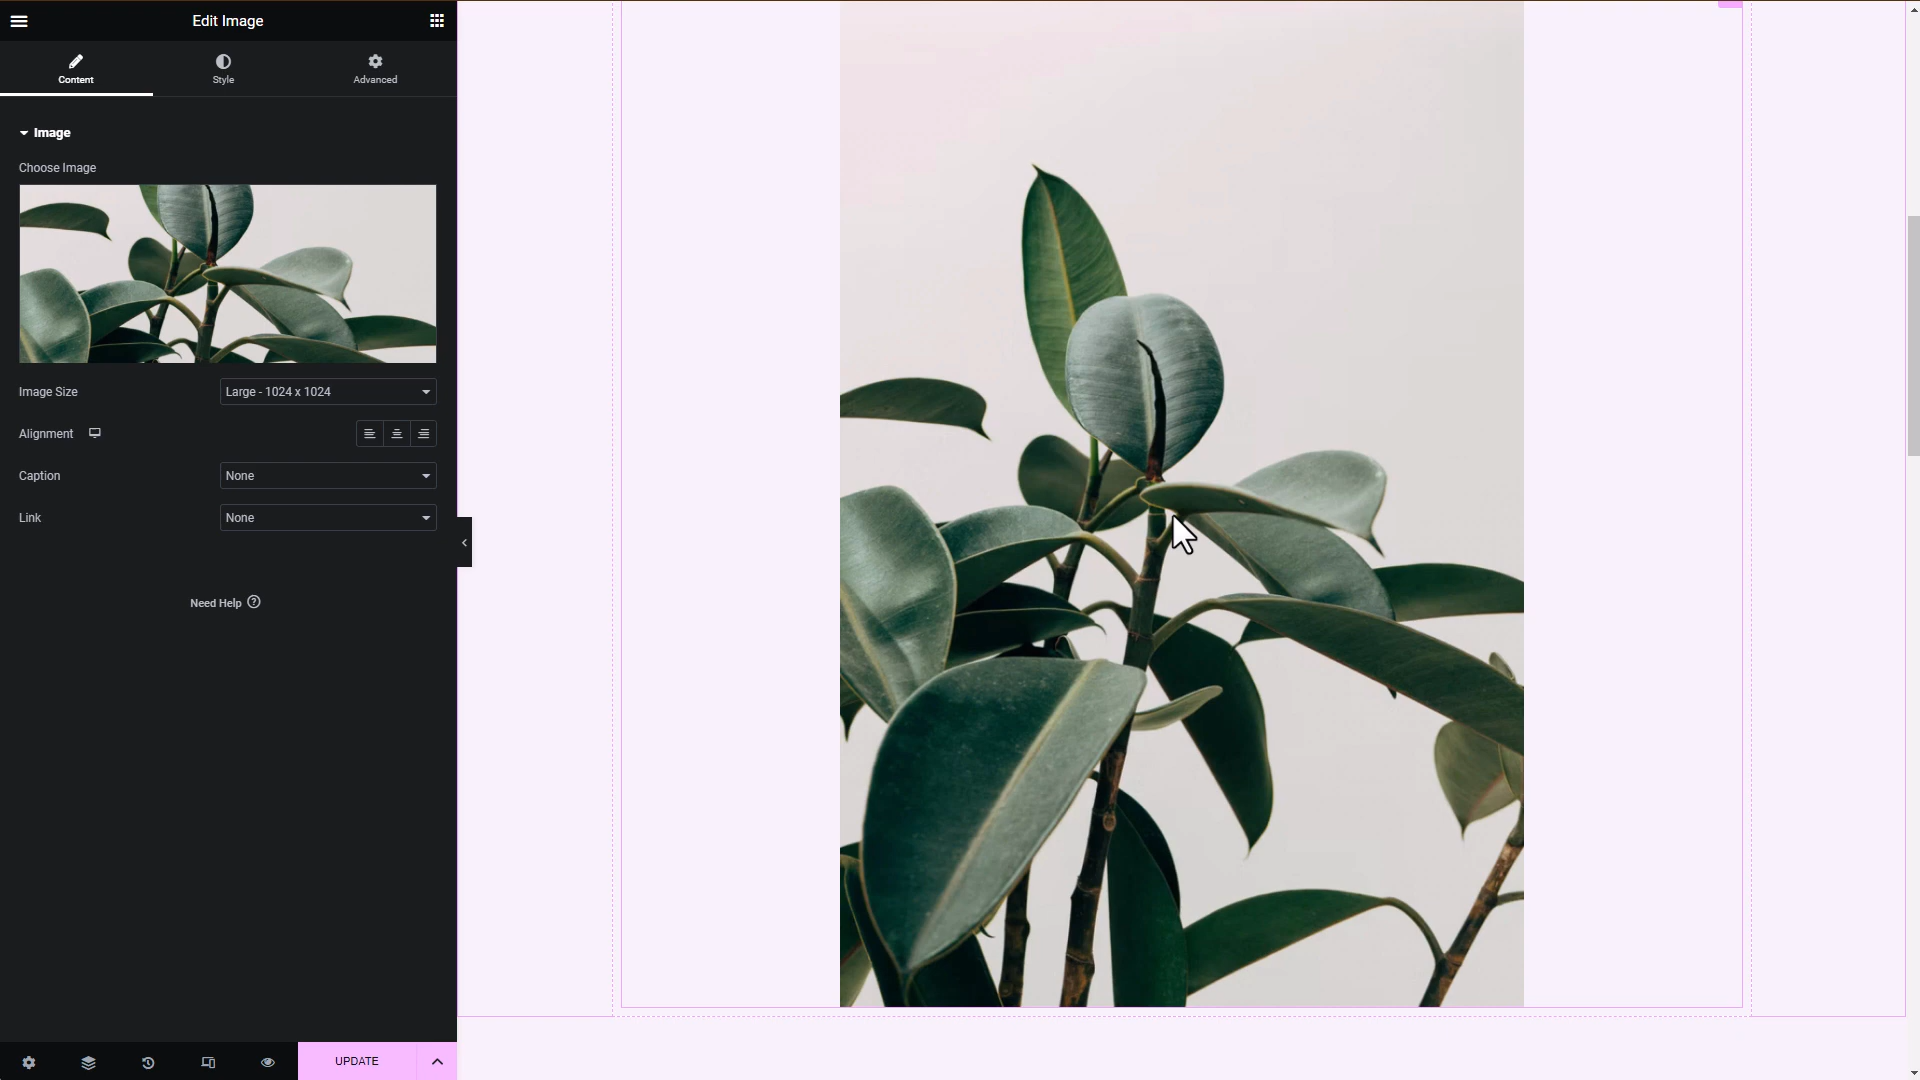 Edit Image
Content
Style
Advanced
Image
Choose Image
Image Size
Large - 1024 x 1024
Alignment
Caption
None
Link
None
Need Help
UPDATE